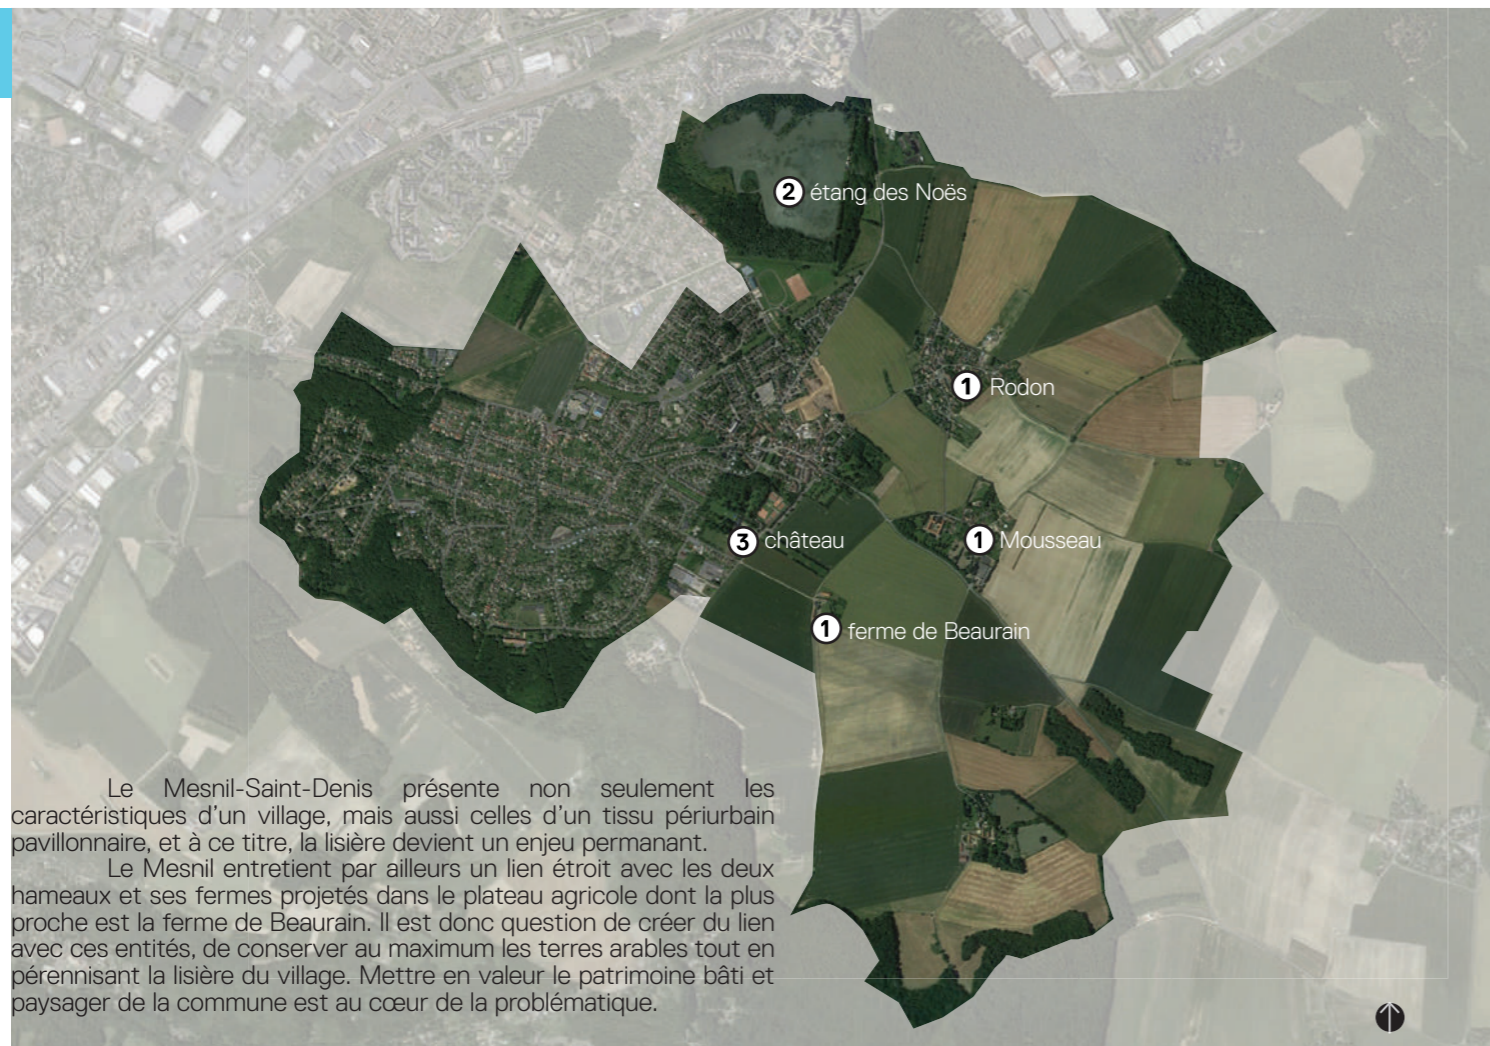 2 étang des Noës
1 Rodon
3 château
1 Mousseau
1 ferme de Beaurain
Le Mesnil-Saint-Denis présente non seulement les
caractéristiques d’un village, mais aussi celles d’un tissu périurbain
pavillonnaire, et à ce titre, la lisière devient un enjeu permanant.
Le Mesnil entretient par ailleurs un lien étroit avec les deux
hameaux et ses fermes projetés dans le plateau agricole dont la plus
proche est la ferme de Beaurain. Il est donc question de créer du lien
avec ces entités, de conserver au maximum les terres arables tout en
pérennisant la lisière du village. Mettre en valeur le patrimoine bâti et
paysager de la commune est au cœur de la problématique.